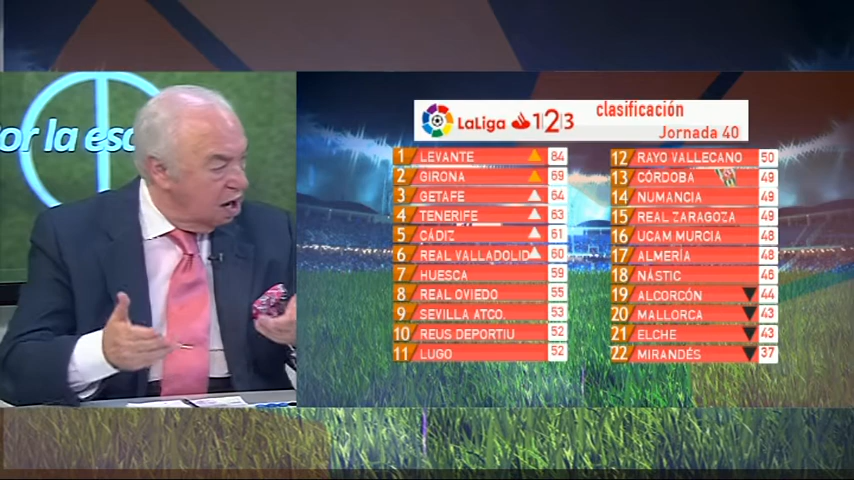 or la esc
LaLiga 1|2|3
clasificación
Jornada 40
1 LEVANTE 84
2 GIRONA 69
3 GETAFE 64
4 TENERIFE 63
5 CÁDIZ 61
6 REAL VALLADOLID 60
7 HUESCA 59
8 REAL OVIEDO 55
9 SEVILLA ATCO. 53
10 REUS DEPORTIU 52
11 LUGO 52
12 RAYO VALLECANO 50
13 CÓRDOBA 49
14 NUMANCIA 49
15 REAL ZARAGOZA 49
16 UCAM MURCIA 48
17 ALMERÍA 48
18 NÁSTIC 46
19 ALCORCÓN 44
20 MALLORCA 43
21 ELCHE 43
22 MIRANDÉS 37